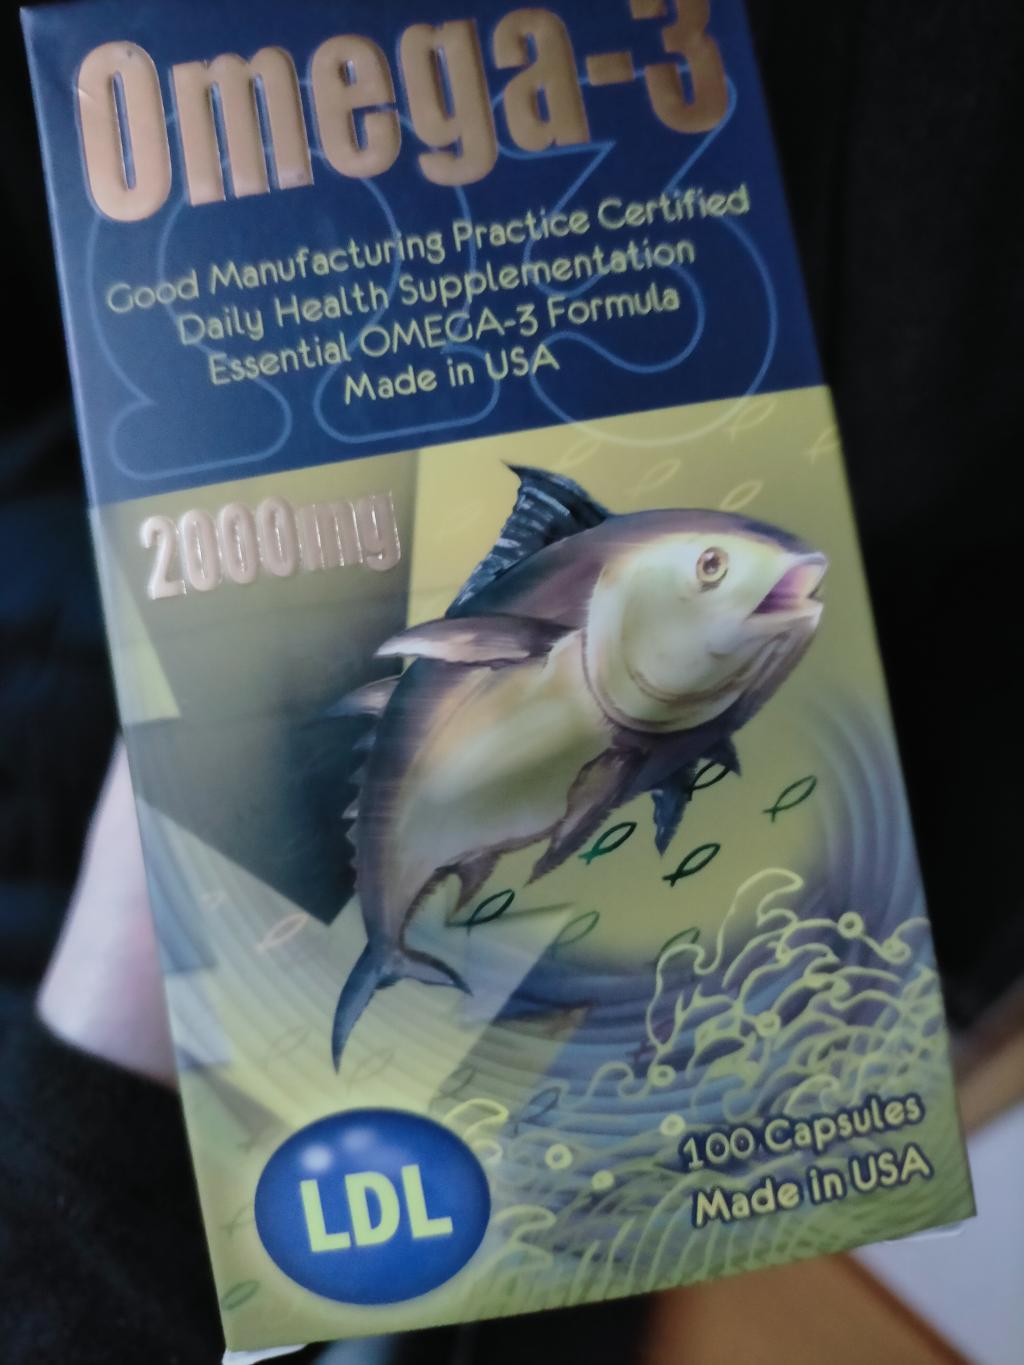 Omega-3
Good Manufacturing Practice Certified
Daily Health Supplementation
Essential OMEGA-3 Formula
Made in USA
2000mg
LDL
100 Capsules
Made in USA